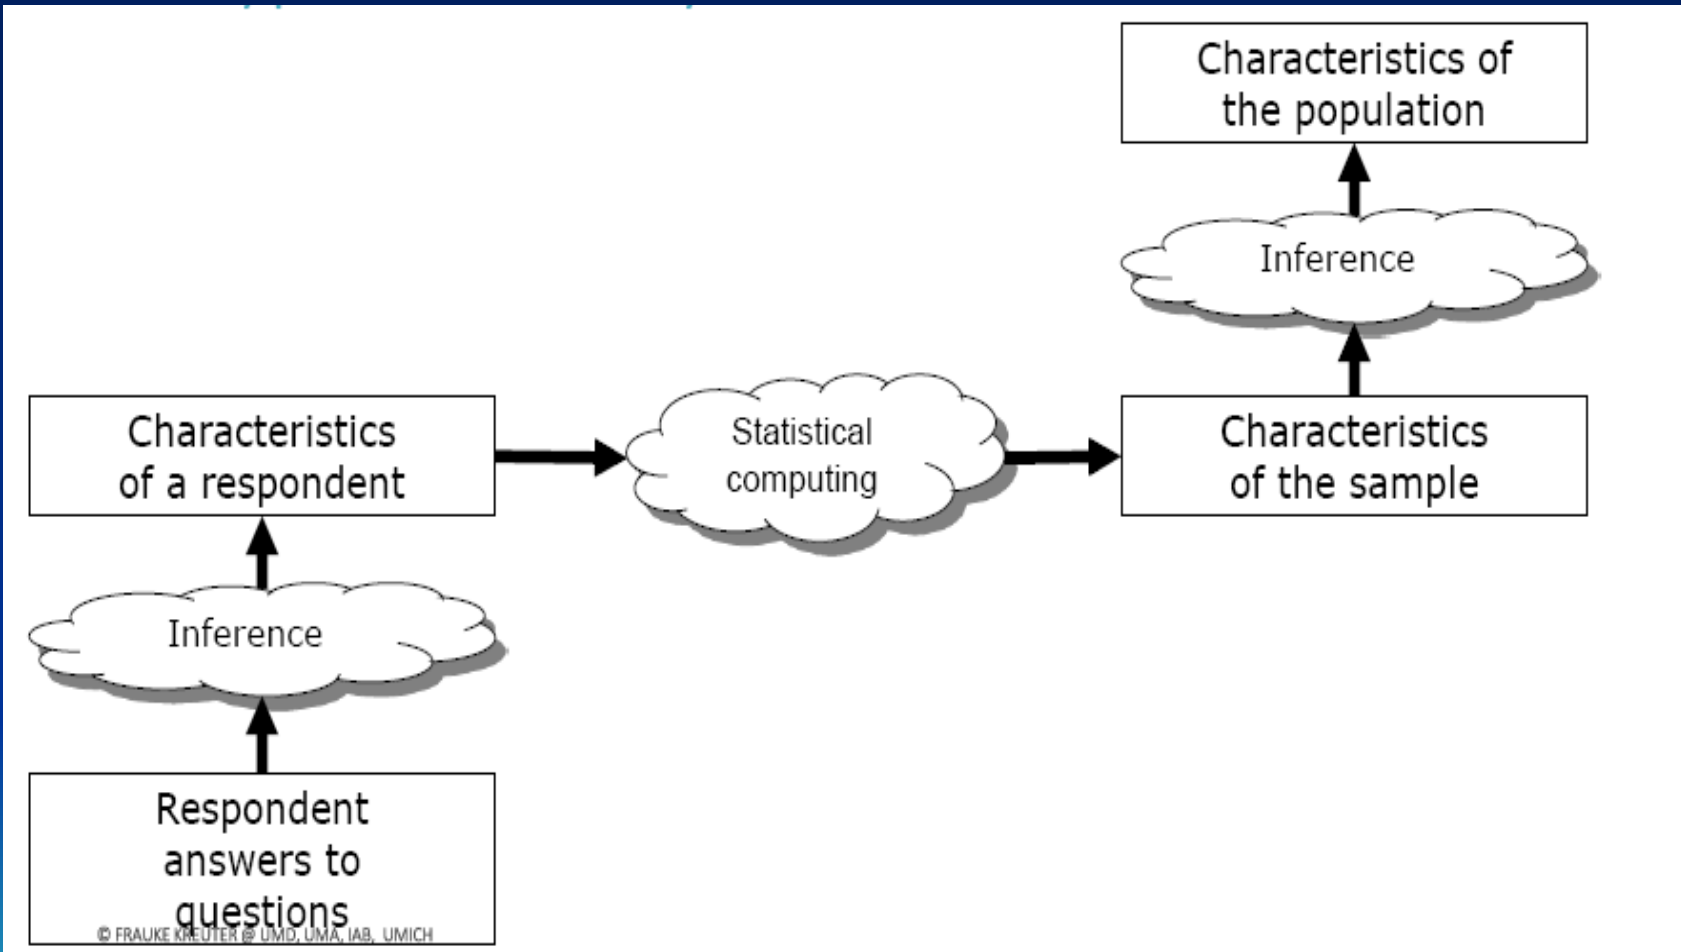 Characteristics of
the population
Inference
Characteristics
of a respondent
Statistical
computing
Characteristics
of the sample
Inference
Respondent
answers to
questions
© FRAUKE KREUTER @ UMD, UMA, IAB, UMICH